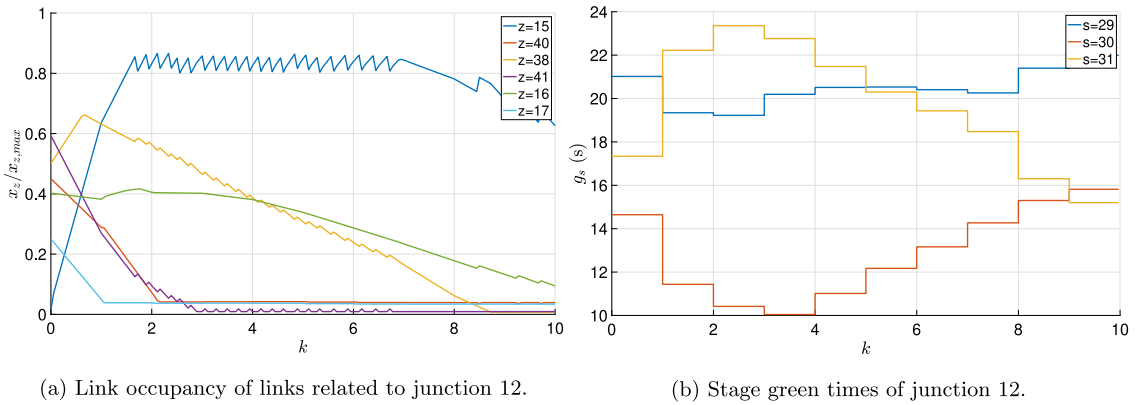 1
0.8
0.6
0.4
0.2
0
x_z/x_{z,max}
0 2 4 6 8 10
k
z=15
z=40
z=38
z=41
z=16
z=17
(a) Link occupancy of links related to junction 12.
24
22
20
18
16
14
12
10
g_s (s)
0 2 4 6 8 10
k
s=29
s=30
s=31
(b) Stage green times of junction 12.